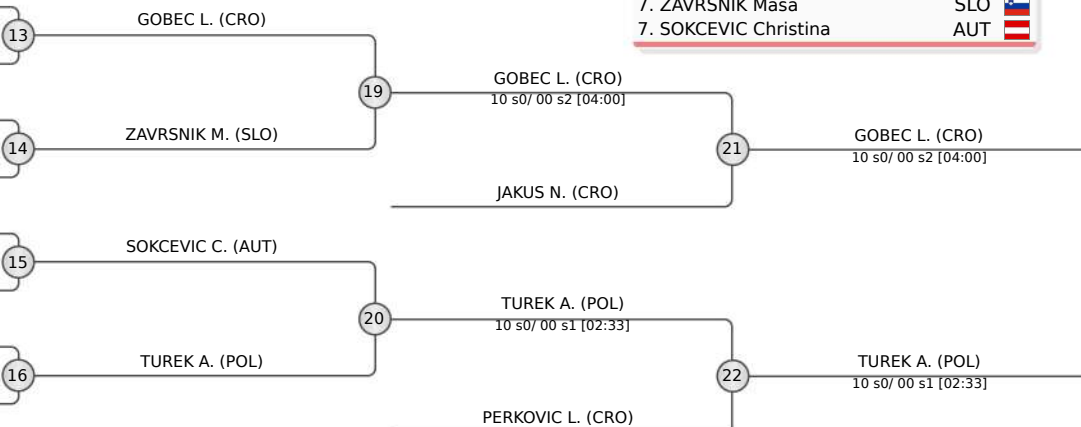 7. ZAVRSNIK Masa SLO
7. SOKCEVIC Christina AUT
GOBEC L. (CRO)
13
19
GOBEC L. (CRO)
10 s0/ 00 s2 [04:00]
14
ZAVRSNIK M. (SLO)
21
GOBEC L. (CRO)
10 s0/ 00 s2 [04:00]
JAKUS N. (CRO)
15
SOKCEVIC C. (AUT)
20
TUREK A. (POL)
10 s0/ 00 s1 [02:33]
16
TUREK A. (POL)
22
TUREK A. (POL)
10 s0/ 00 s1 [02:33]
PERKOVIC L. (CRO)